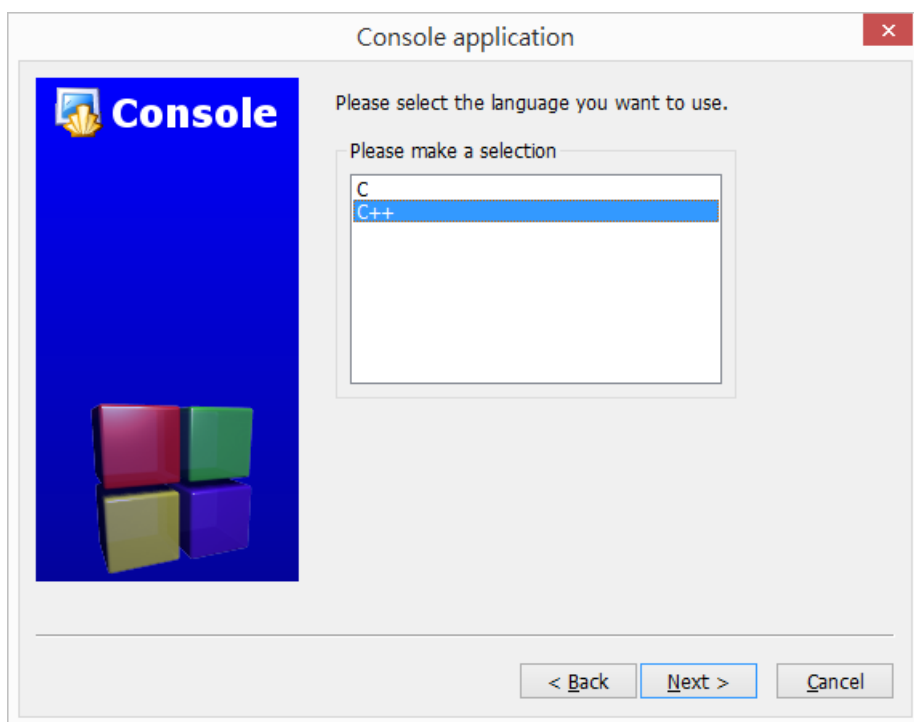 Console application
Console
Please select the language you want to use.
Please make a selection
C
C++
< Back
Next >
Cancel